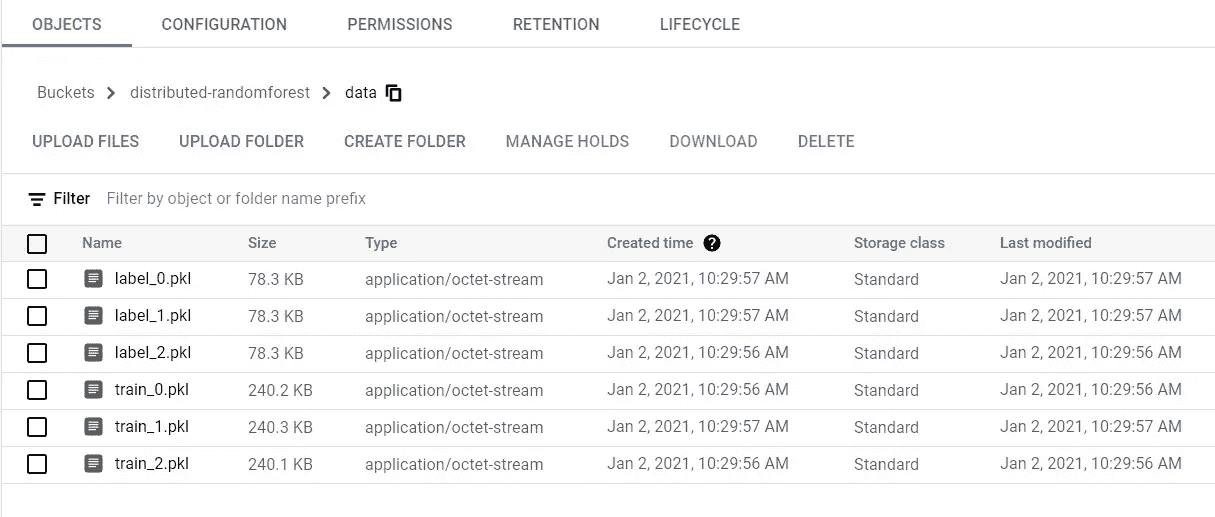 OBJECTS CONFIGURATION PERMISSIONS RETENTION LIFECYCLE
Buckets > distributed-randomforest > data
UPLOAD FILES UPLOAD FOLDER CREATE FOLDER MANAGE HOLDS DOWNLOAD DELETE
Filter Filter by object or folder name prefix
Name Size Type Created time ? Storage class Last modified
label_0.pkl 78.3 KB application/octet-stream Jan 2, 2021, 10:29:57 AM Standard Jan 2, 2021, 10:29:57 AM
label_1.pkl 78.3 KB application/octet-stream Jan 2, 2021, 10:29:57 AM Standard Jan 2, 2021, 10:29:57 AM
label_2.pkl 78.3 KB application/octet-stream Jan 2, 2021, 10:29:56 AM Standard Jan 2, 2021, 10:29:56 AM
train_0.pkl 240.2 KB application/octet-stream Jan 2, 2021, 10:29:56 AM Standard Jan 2, 2021, 10:29:56 AM
train_1.pkl 240.3 KB application/octet-stream Jan 2, 2021, 10:29:57 AM Standard Jan 2, 2021, 10:29:57 AM
train_2.pkl 240.1 KB application/octet-stream Jan 2, 2021, 10:29:56 AM Standard Jan 2, 2021, 10:29:56 AM